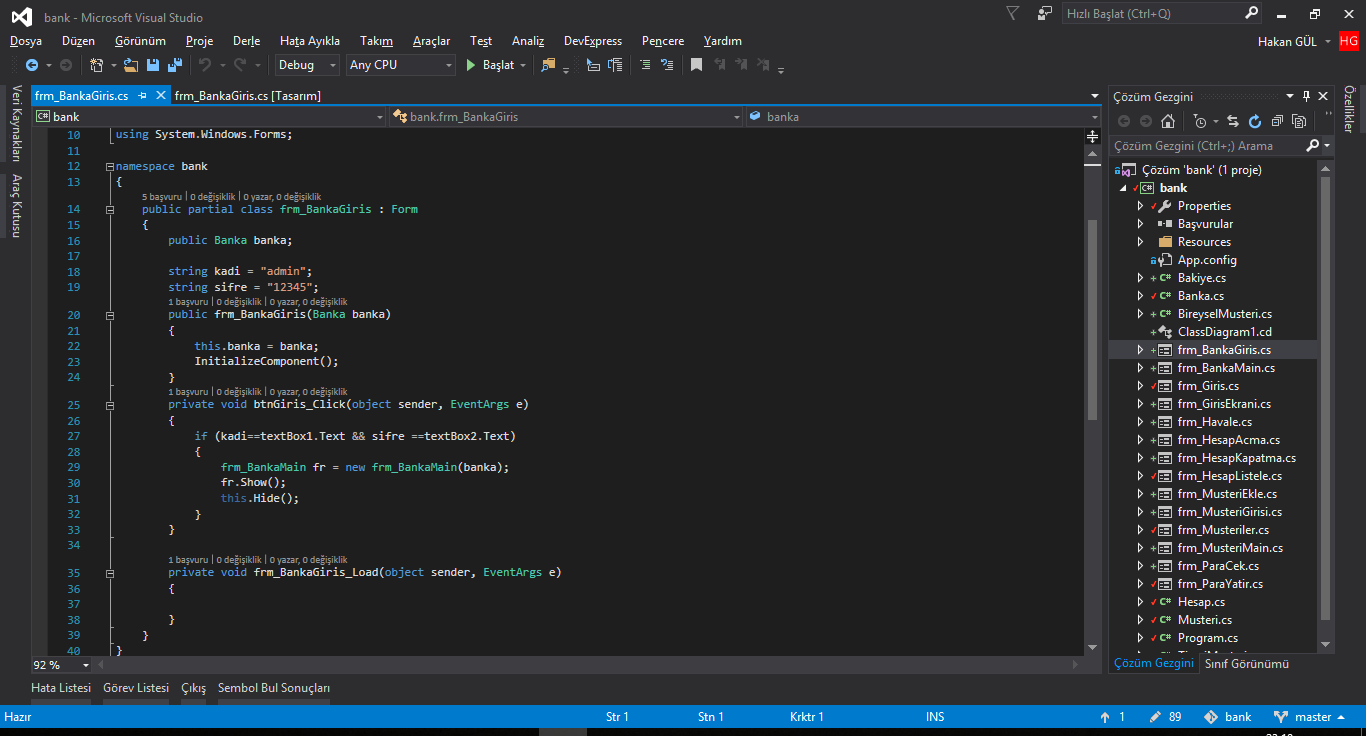 bank - Microsoft Visual Studio
Hızlı Başlat (Ctrl+Q)
Dosya Düzen Görünüm Proje Derle Hata Ayıkla Takım Araçlar Test Analiz DevExpress Pencere Yardım
Hakan GÜL HG
Debug Any CPU Başlat
Veri Kaynakları
Araç Kutusu
frm_BankaGiris.cs frm_BankaGiris.cs [Tasarım]
bank bank.frm_BankaGiris banka
10 using System.Windows.Forms;
11
12 namespace bank
13 {
5 başvuru | 0 değişiklik | 0 yazar, 0 değişiklik
14 public partial class frm_BankaGiris : Form
15 {
16 public Banka banka;
17
18 string kadi = "admin";
19 string sifre = "12345";
1 başvuru | 0 değişiklik | 0 yazar, 0 değişiklik
20 public frm_BankaGiris(Banka banka)
21 {
22 this.banka = banka;
23 InitializeComponent();
24 }
1 başvuru | 0 değişiklik | 0 yazar, 0 değişiklik
25 private void btnGiris_Click(object sender, EventArgs e)
26 {
27 if (kadi==textBox1.Text && sifre ==textBox2.Text)
28 {
29 frm_BankaMain fr = new frm_BankaMain(banka);
30 fr.Show();
31 this.Hide();
32 }
33 }
34
1 başvuru | 0 değişiklik | 0 yazar, 0 değişiklik
35 private void frm_BankaGiris_Load(object sender, EventArgs e)
36 {
37
38 }
39 }
40 }
92 %
Çözüm Gezgini
Çözüm Gezgini (Ctrl+;) Arama
Çözüm 'bank' (1 proje)
bank
Properties
Başvurular
Resources
App.config
C# Bakiye.cs
C# Banka.cs
C# BireyselMusteri.cs
ClassDiagram1.cd
frm_BankaGiris.cs
frm_BankaMain.cs
frm_Giris.cs
frm_GirisEkrani.cs
frm_Havale.cs
frm_HesapAcma.cs
frm_HesapKapatma.cs
frm_HesapListele.cs
frm_MusteriEkle.cs
frm_MusteriGirisi.cs
frm_Musteriler.cs
frm_MusteriMain.cs
frm_ParaCek.cs
frm_ParaYatir.cs
C# Hesap.cs
C# Musteri.cs
C# Program.cs
Çözüm Gezgini Sınıf Görünümü
Özellikler
Hata Listesi Görev Listesi Çıkış Sembol Bul Sonuçları
Hazır Str 1 Stn 1 Krktr 1 INS 1 89 bank master